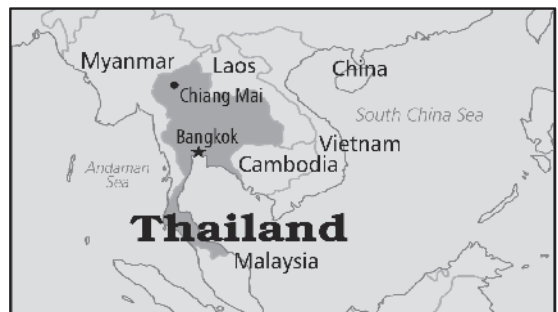 Myanmar
Laos
China
Chiang Mai
South China Sea
Bangkok
Vietnam
Andaman
Sea
Cambodia
Thailand
Malaysia